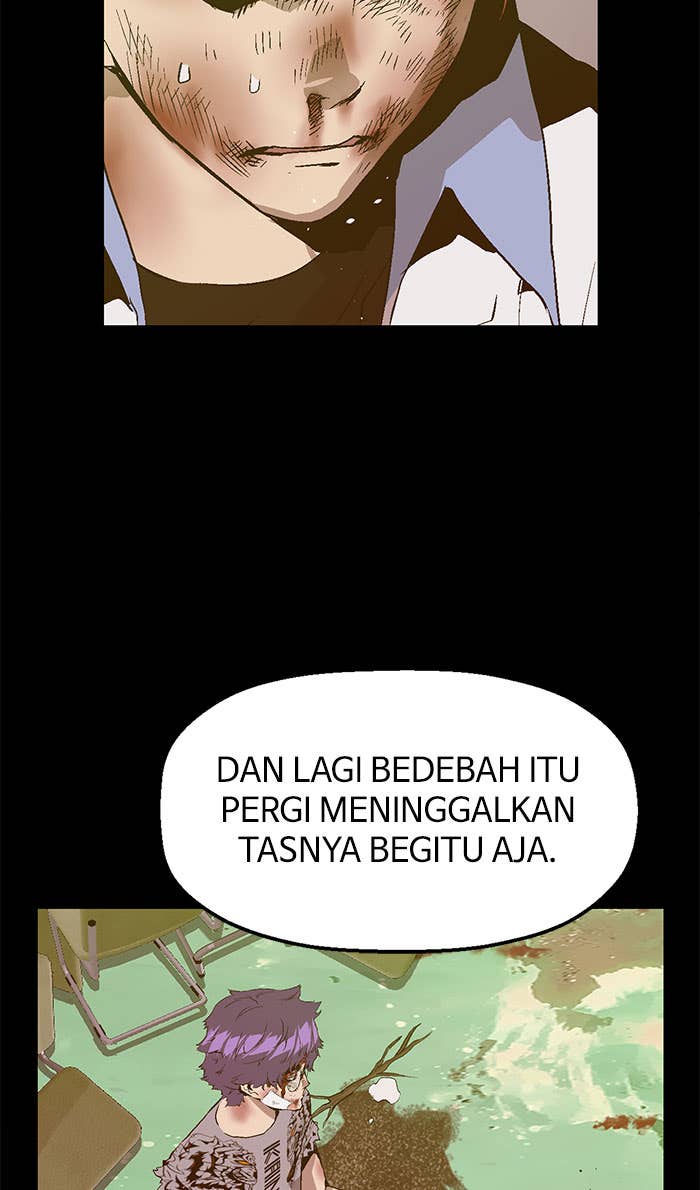 DAN LAGI BEDEBAH ITU
PERGI MENINGGALKAN
TASNYA BEGITU AJA.